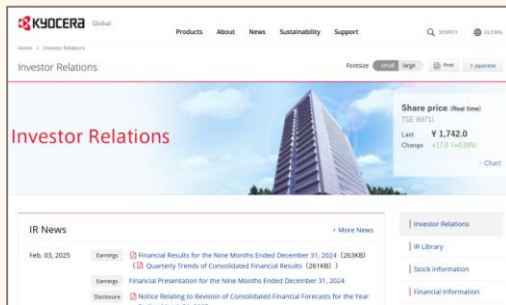 KYOCERA Global
Products About News Sustainability Support
SEARCH GLOBAL
Home > Investor Relations
Investor Relations
Fontsize small large Print > Japanese
Investor Relations
Share price (Real time)
TSE (6971)
Last ¥ 1,742.0
Change +17.0 (+0.99%)
> Chart
IR News
> More News
Feb. 03, 2025 Earnings Financial Results for the Nine Months Ended December 31, 2024 (263KB)
( Quarterly Trends of Consolidated Financial Results (261KB) )
Earnings Financial Presentation for the Nine Months Ended December 31, 2024
Disclosure Notice Relating to Revision of Consolidated Financial Forecasts for the Year
Investor Relations
IR Library
Stock Information
Financial Information